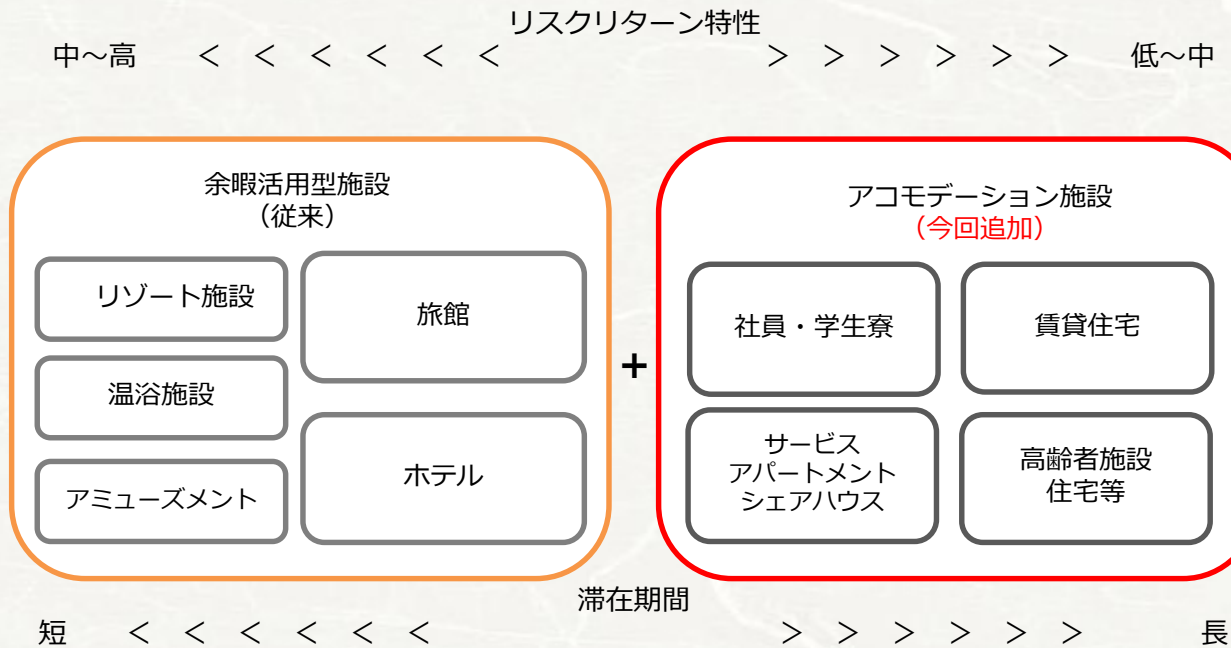 リスクリターン特性
中～高 ＜ ＜ ＜ ＜ ＜ ＜ ＞ ＞ ＞ ＞ ＞ ＞ 低～中
余暇活用型施設
（従来）
リゾート施設
温浴施設
アミューズメント
旅館
ホテル
+
アコモデーション施設
（今回追加）
社員・学生寮
賃貸住宅
サービス
アパートメント
シェアハウス
高齢者施設
住宅等
滞在期間
短 ＜ ＜ ＜ ＜ ＜ ＜ ＞ ＞ ＞ ＞ ＞ ＞ 長